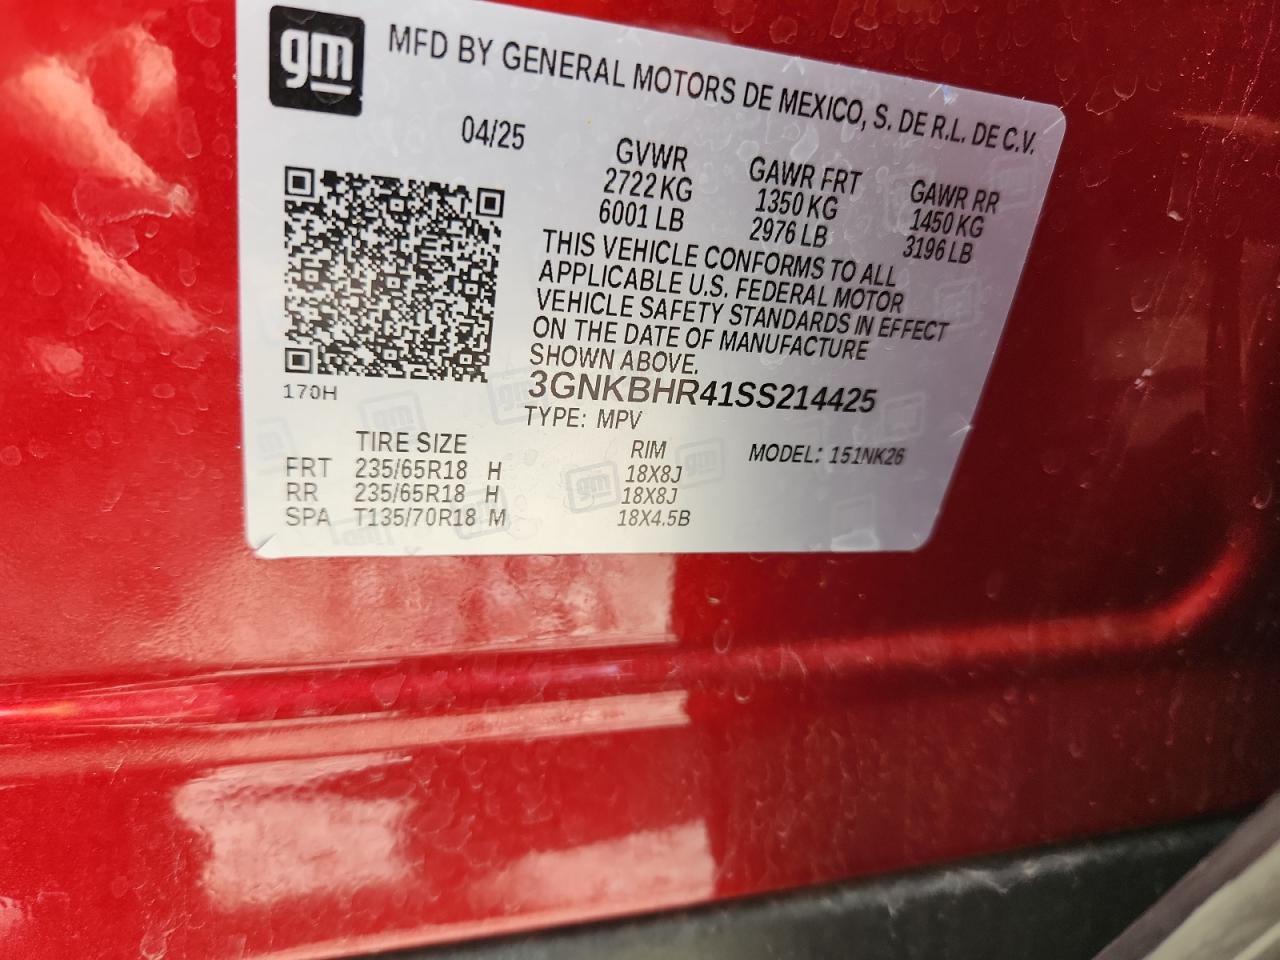 gm
MFD BY GENERAL MOTORS DE MEXICO, S. DE R.L. DE C.V.
04/25
GVWR GAWR FRT GAWR RR
2722 KG 1350 KG 1450 KG
6001 LB 2976 LB 3196 LB
THIS VEHICLE CONFORMS TO ALL
APPLICABLE U.S. FEDERAL MOTOR
VEHICLE SAFETY STANDARDS IN EFFECT
ON THE DATE OF MANUFACTURE
SHOWN ABOVE.
170H
3GNKBHR41SS214425
TYPE: MPV
MODEL: 151NK26
TIRE SIZE RIM
FRT 235/65R18 H 18X8J
RR 235/65R18 H 18X8J
SPA T135/70R18 M 18X4.5B